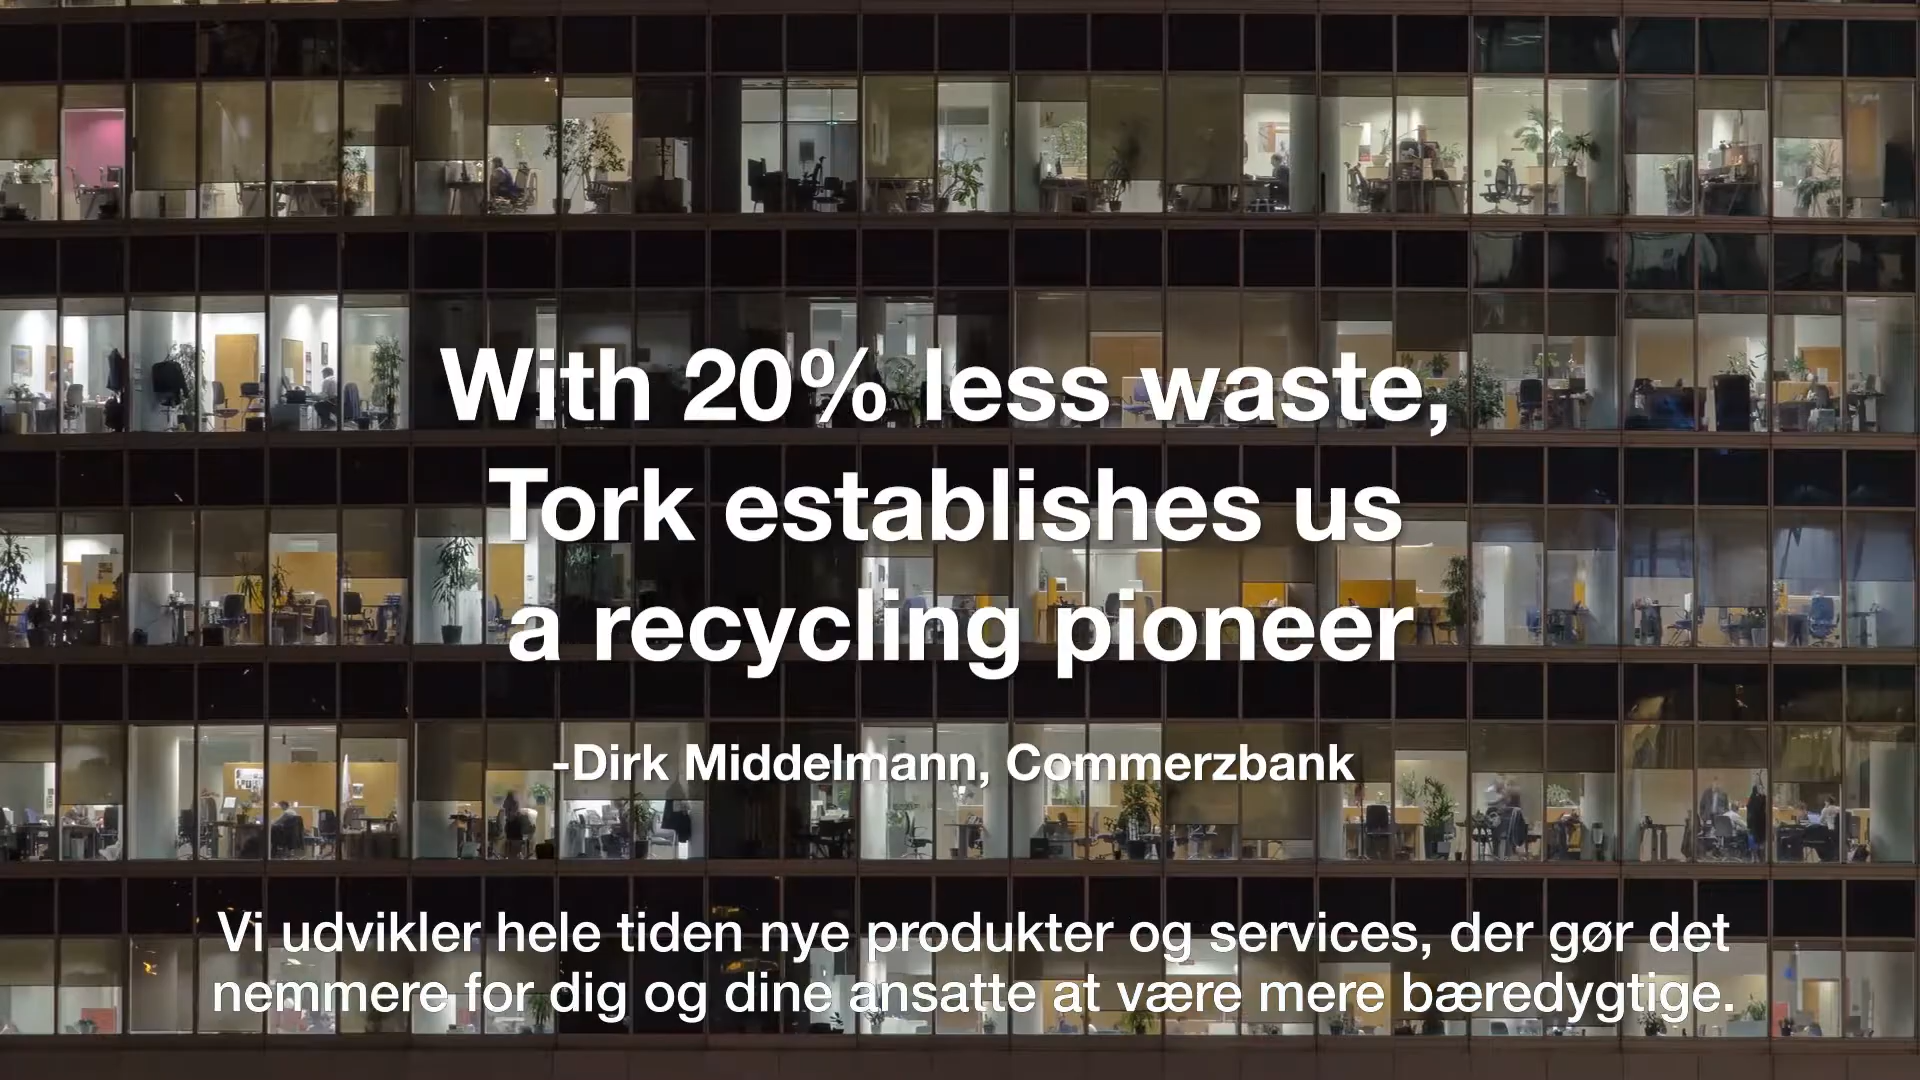 With 20% less waste,
Tork establishes us
a recycling pioneer
-Dirk Middelmann, Commerzbank
Vi udvikler hele tiden nye produkter og services, der gør det
nemmere for dig og dine ansatte at være mere bæredygtige.